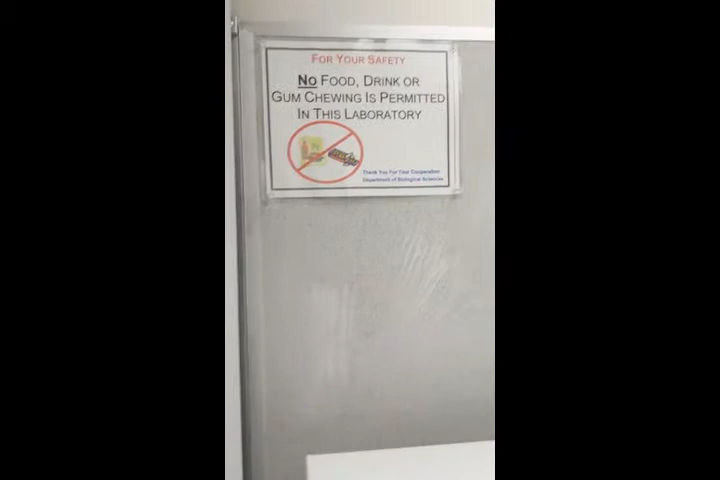 FOR YOUR SAFETY
NO FOOD, DRINK OR
GUM CHEWING IS PERMITTED
IN THIS LABORATORY
Thank You For Your Cooperation
Department of Biological Sciences